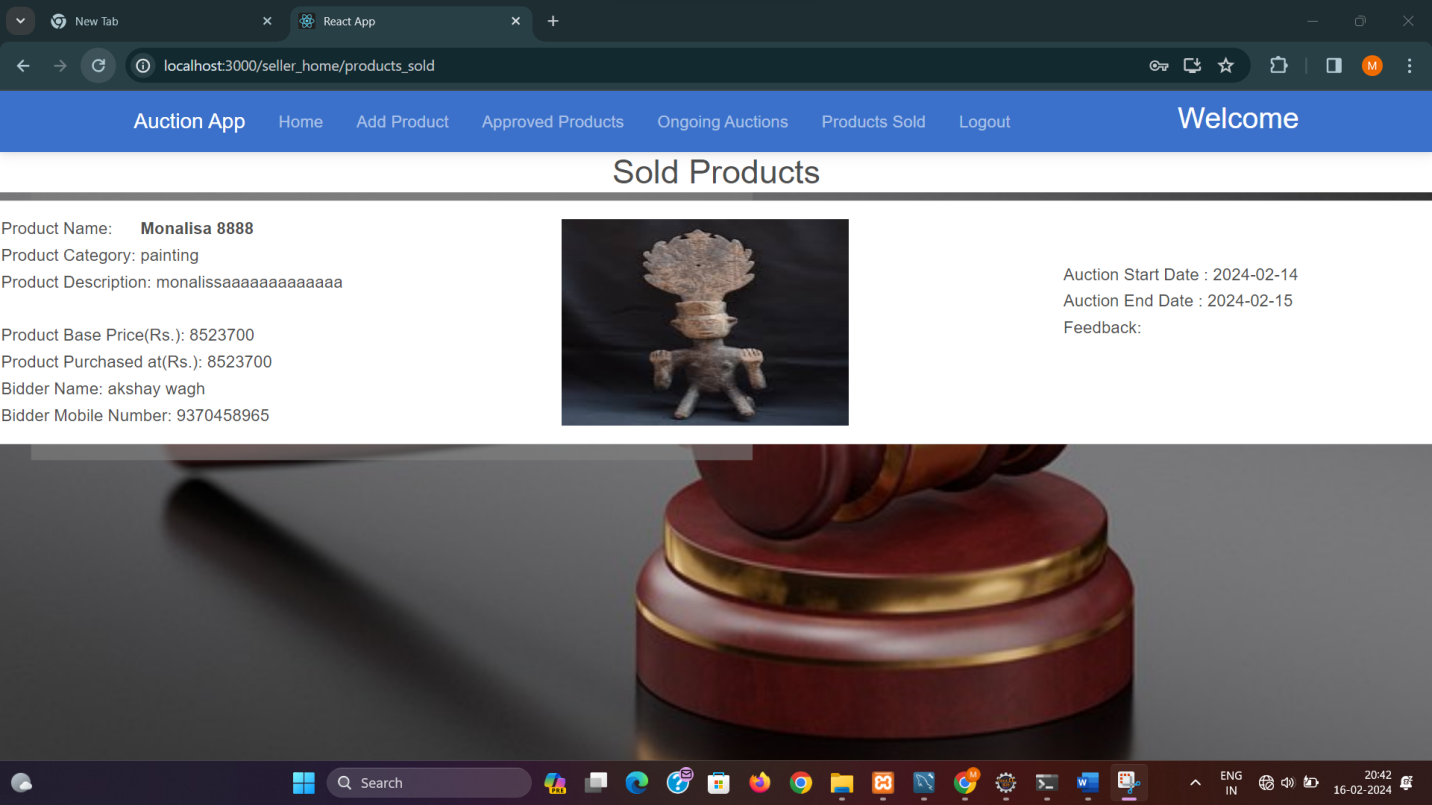 New Tab
React App
localhost:3000/seller_home/products_sold
M
Auction App Home Add Product Approved Products Ongoing Auctions Products Sold Logout Welcome
Sold Products
Product Name: Monalisa 8888
Product Category: painting
Product Description: monalissaaaaaaaaaaaaa
Product Base Price(Rs.): 8523700
Product Purchased at(Rs.): 8523700
Bidder Name: akshay wagh
Bidder Mobile Number: 9370458965
Auction Start Date : 2024-02-14
Auction End Date : 2024-02-15
Feedback:
Search
PRE
M
ENG
IN
20:42
16-02-2024